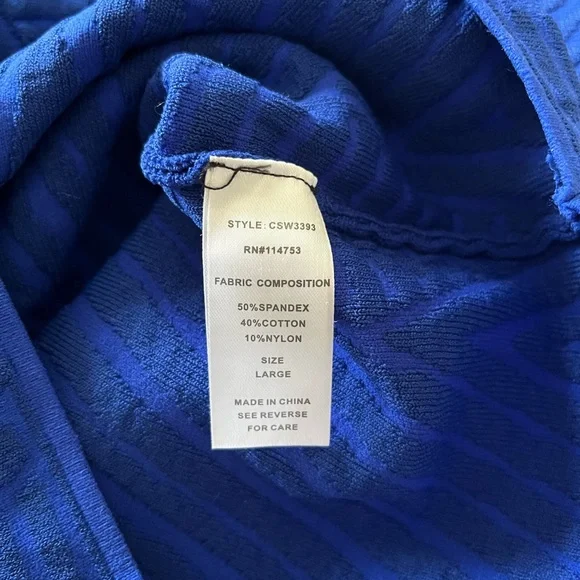 STYLE: CSW3393
RN#114753
FABRIC COMPOSITION
50%SPANDEX
40%COTTON
10%NYLON
SIZE
LARGE
MADE IN CHINA
SEE REVERSE
FOR CARE